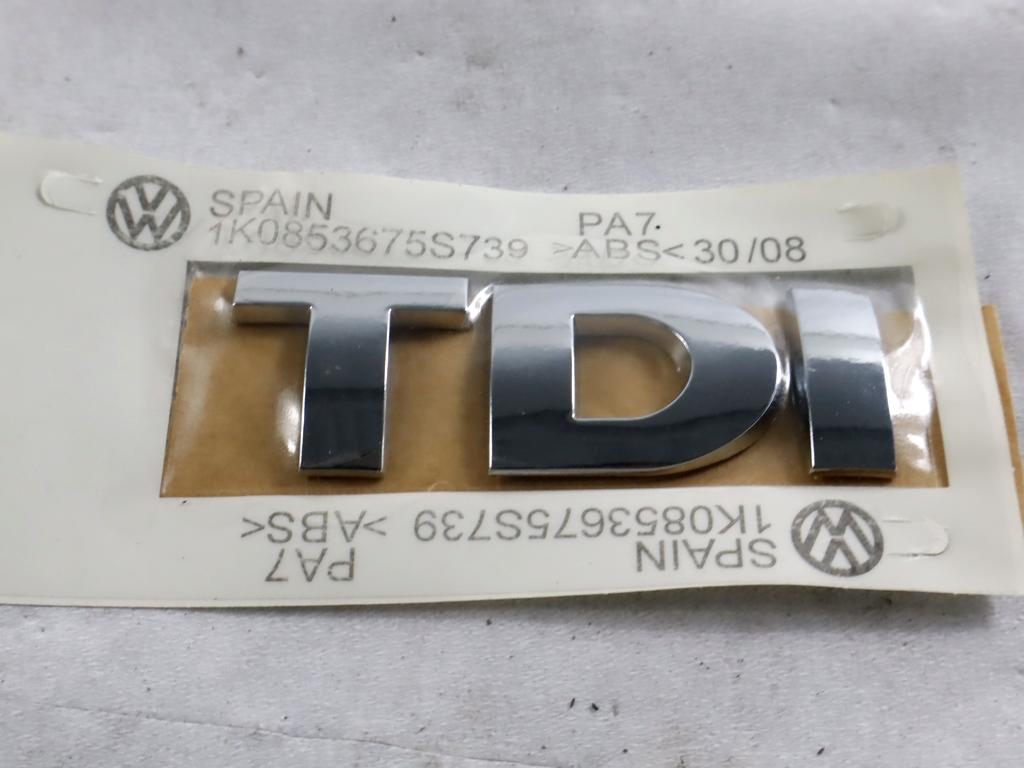 SPAIN PA7.
1K0853675S739 >ABS< 30/08
TDI
SPAIN PA7
1K0853675S739 >ABS<